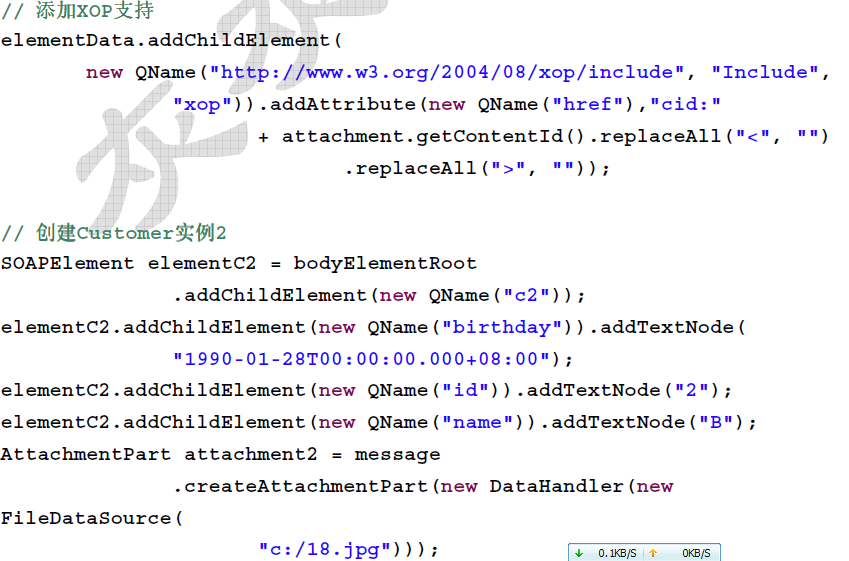 // 添加XOP支持
elementData.addChildElement(
new QName("http://www.w3.org/2004/08/xop/include", "Include",
"xop")).addAttribute(new QName("href"),"cid:"
+ attachment.getContentId().replaceAll("<", "")
.replaceAll(">", ""));
// 创建Customer实例2
SOAPElement elementC2 = bodyElementRoot
.addChildElement(new QName("c2"));
elementC2.addChildElement(new QName("birthday")).addTextNode(
"1990-01-28T00:00:00.000+08:00");
elementC2.addChildElement(new QName("id")).addTextNode("2");
elementC2.addChildElement(new QName("name")).addTextNode("B");
AttachmentPart attachment2 = message
.createAttachmentPart(new DataHandler(new
FileDataSource(
"c:/18.jpg")));
0.1KB/S 0KB/S